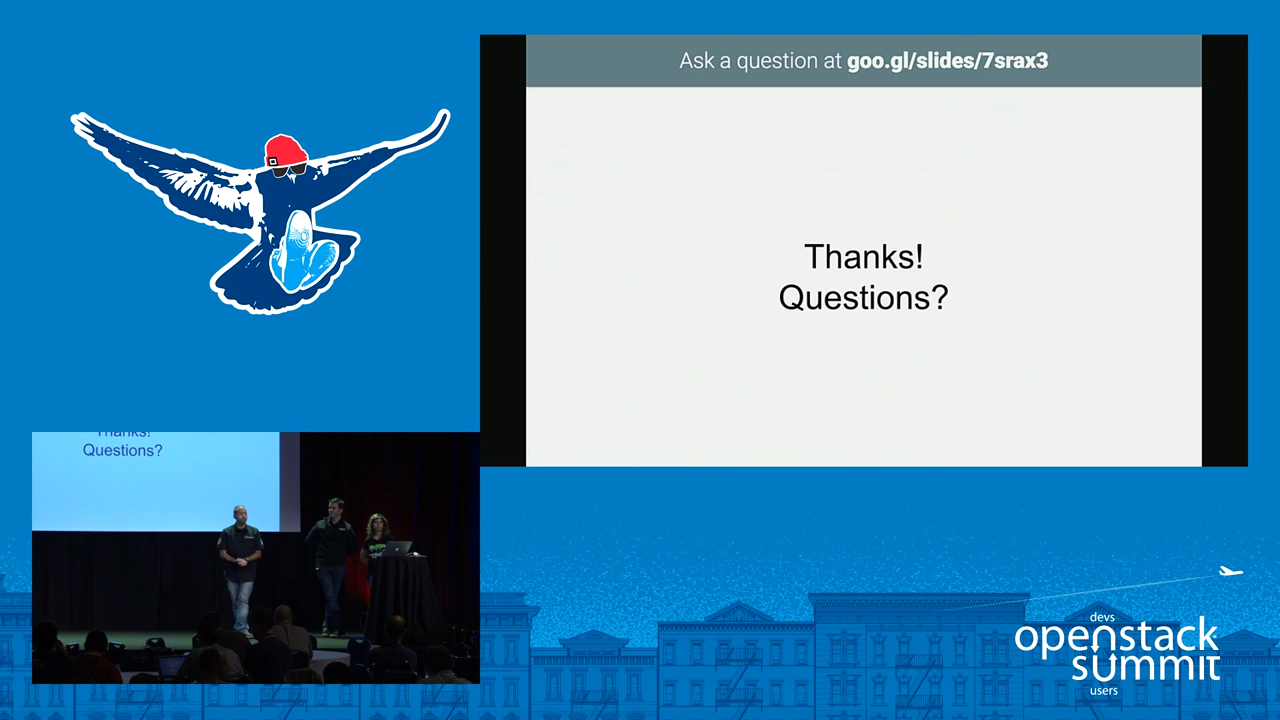 Ask a question at goo.gl/slides/7srax3
Thanks!
Questions?
Thanks!
Questions?
devs
openstack
summit
users